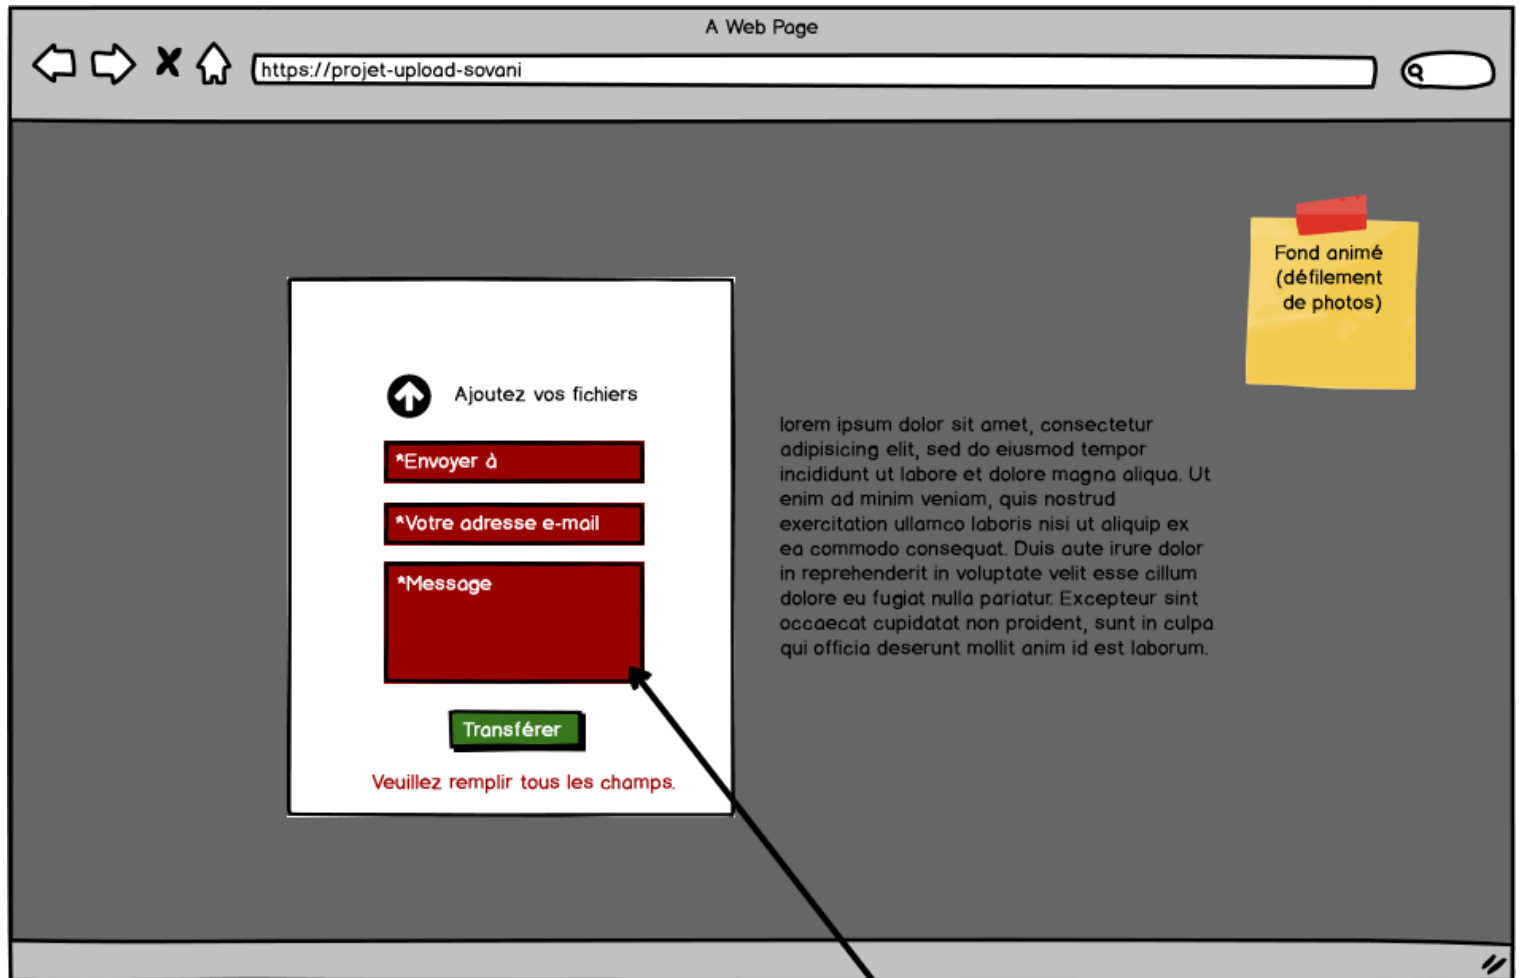 A Web Page
https://projet-upload-sovani
Fond animé
(défilement
de photos)
Ajoutez vos fichiers
*Envoyer à
*Votre adresse e-mail
*Message
Transférer
Veuillez remplir tous les champs.
lorem ipsum dolor sit amet, consectetur
adipisicing elit, sed do eiusmod tempor
incididunt ut labore et dolore magna aliqua. Ut
enim ad minim veniam, quis nostrud
exercitation ullamco laboris nisi ut aliquip ex
ea commodo consequat. Duis aute irure dolor
in reprehenderit in voluptate velit esse cillum
dolore eu fugiat nulla pariatur. Excepteur sint
occaecat cupidatat non proident, sunt in culpa
qui officia deserunt mollit anim id est laborum.